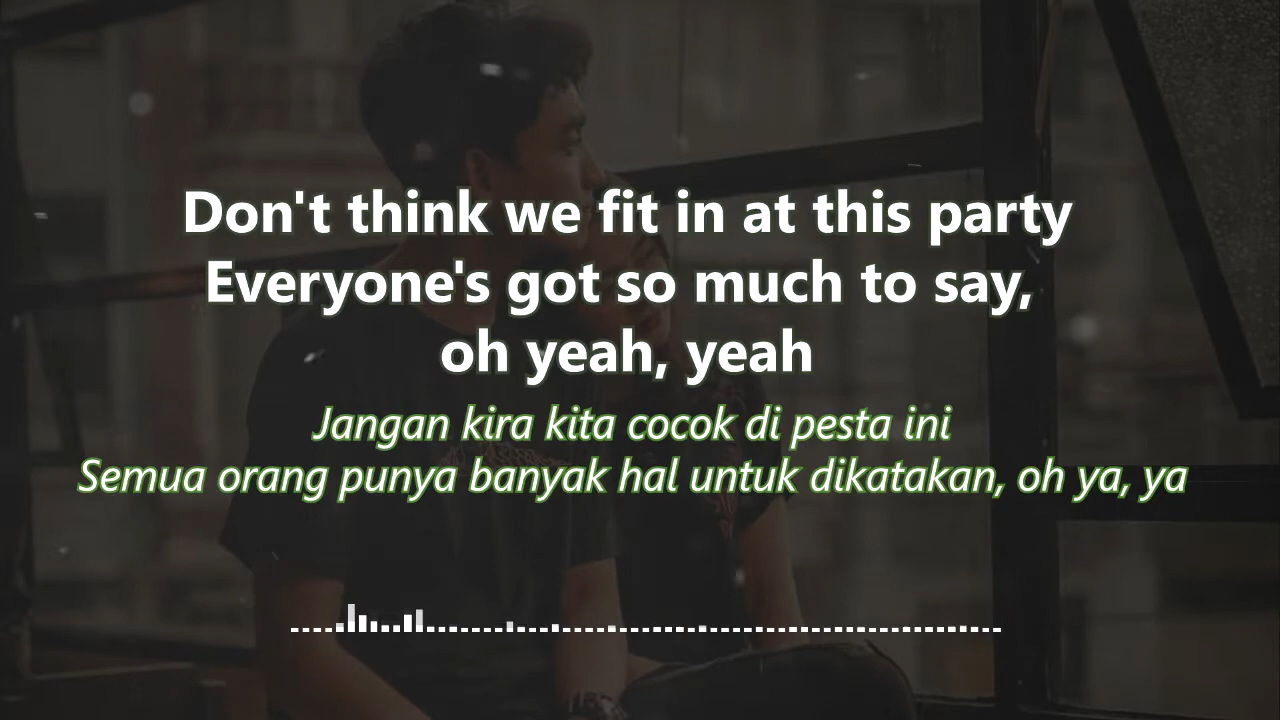 Don't think we fit in at this party
Everyone's got so much to say,
oh yeah, yeah
Jangan kira kita cocok di pesta ini
Semua orang punya banyak hal untuk dikatakan, oh ya, ya